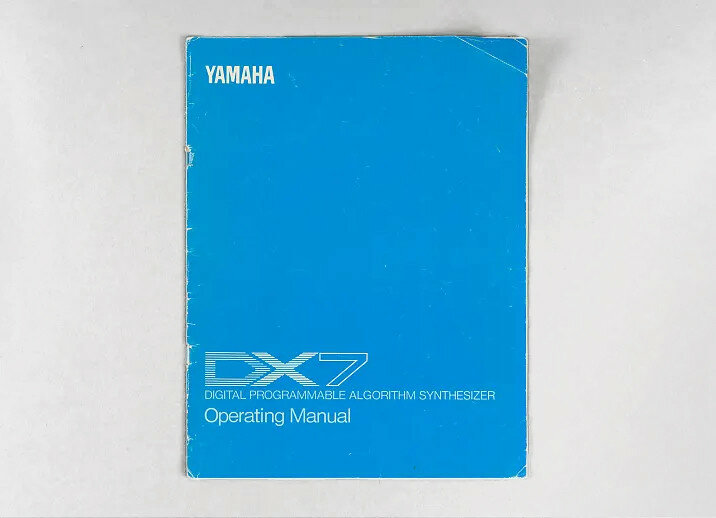 YAMAHA
DX7
DIGITAL PROGRAMMABLE ALGORITHM SYNTHESIZER
Operating Manual